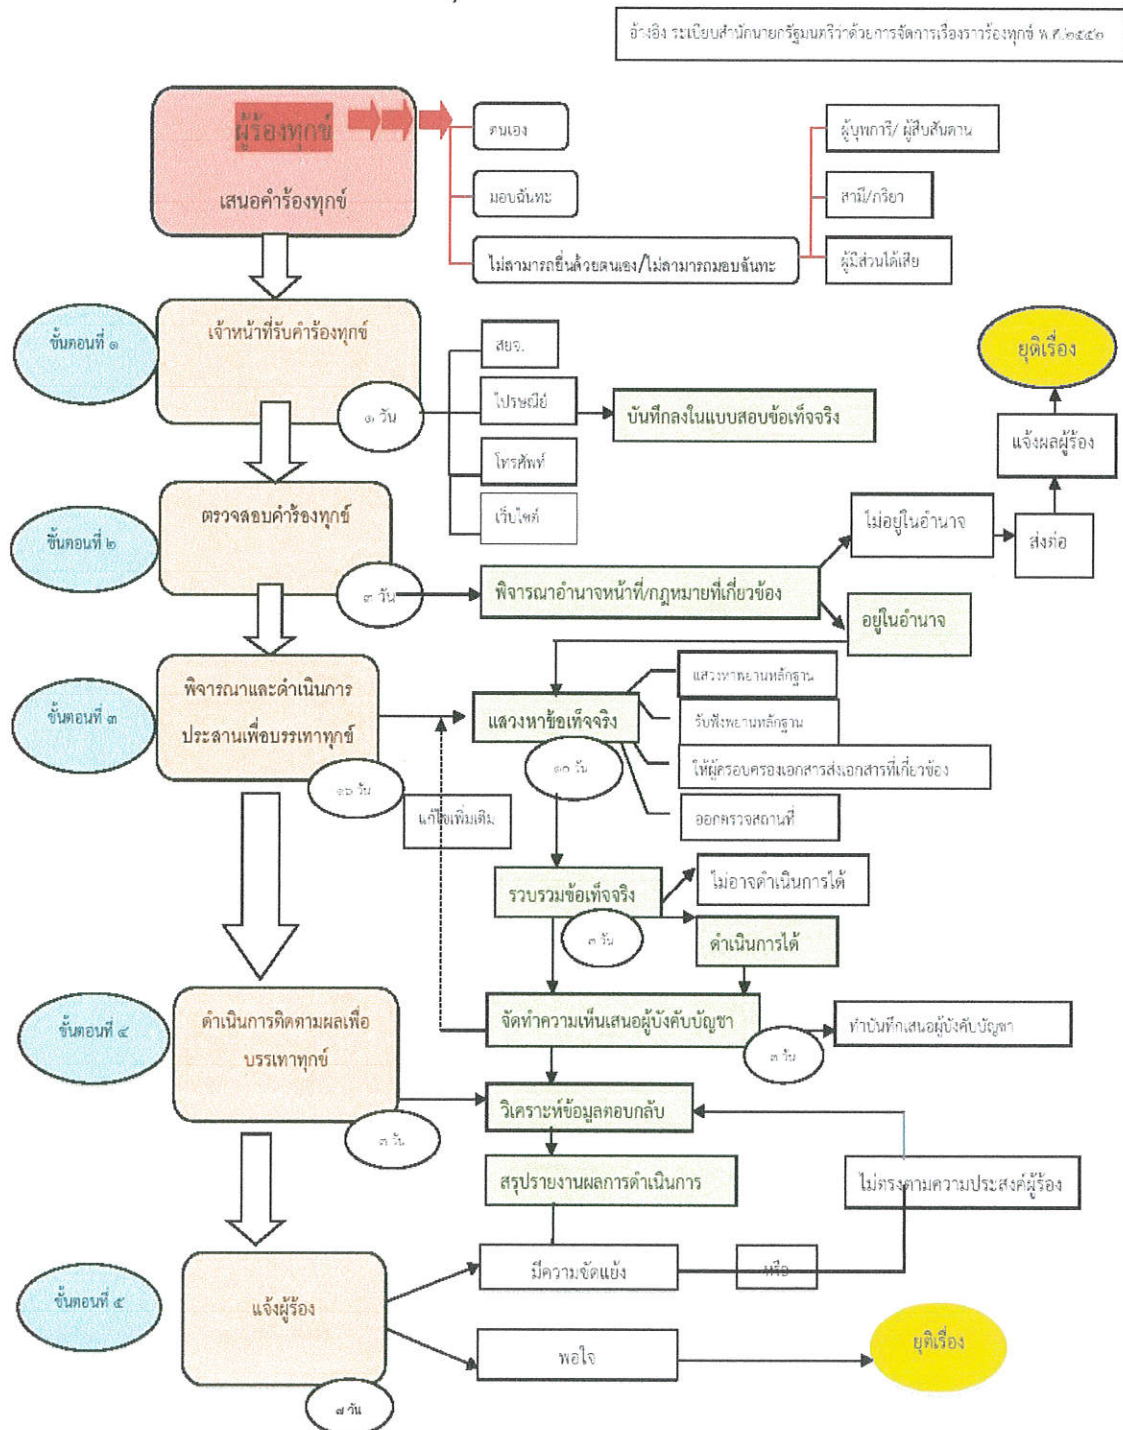 อ้างอิง ระเบียบสำนักนายกรัฐมนตรีว่าด้วยการจัดการเรื่องราวร้องทุกข์ พ.ศ.๒๕๕๒
ผู้ร้องทุกข์
เสนอคำร้องทุกข์
ตนเอง
มอบฉันทะ
ไม่สามารถยื่นด้วยตนเอง/ไม่สามารถมอบฉันทะ
ผู้บุพการี/ ผู้สืบสันดาน
สามี/ภริยา
ผู้มีส่วนได้เสีย
ขั้นตอนที่ ๑
เจ้าหน้าที่รับคำร้องทุกข์
๑ วัน
สยจ.
ไปรษณีย์
โทรศัพท์
เว็บไซต์
บันทึกลงในแบบสอบข้อเท็จจริง
ยุติเรื่อง
แจ้งผลผู้ร้อง
ส่งต่อ
ไม่อยู่ในอำนาจ
ขั้นตอนที่ ๒
ตรวจสอบคำร้องทุกข์
๓ วัน
พิจารณาอำนาจหน้าที่/กฎหมายที่เกี่ยวข้อง
อยู่ในอำนาจ
ขั้นตอนที่ ๓
พิจารณาและดำเนินการ
ประสานเพื่อบรรเทาทุกข์
๑๖ วัน
แก้ไขเพิ่มเติม
แสวงหาข้อเท็จจริง
๑๐ วัน
แสวงหาพยานหลักฐาน
รับฟังพยานหลักฐาน
ให้ผู้ครอบครองเอกสารส่งเอกสารที่เกี่ยวข้อง
ออกตรวจสถานที่
รวบรวมข้อเท็จจริง
๓ วัน
ไม่อาจดำเนินการได้
ดำเนินการได้
ขั้นตอนที่ ๔
ดำเนินการติดตามผลเพื่อ
บรรเทาทุกข์
๓ วัน
จัดทำความเห็นเสนอผู้บังคับบัญชา
๓ วัน
ทำบันทึกเสนอผู้บังคับบัญชา
วิเคราะห์ข้อมูลตอบกลับ
สรุปรายงานผลการดำเนินการ
ไม่ตรงตามความประสงค์ผู้ร้อง
ขั้นตอนที่ ๕
แจ้งผู้ร้อง
๗ วัน
มีความขัดแย้ง
หรือ
พอใจ
ยุติเรื่อง